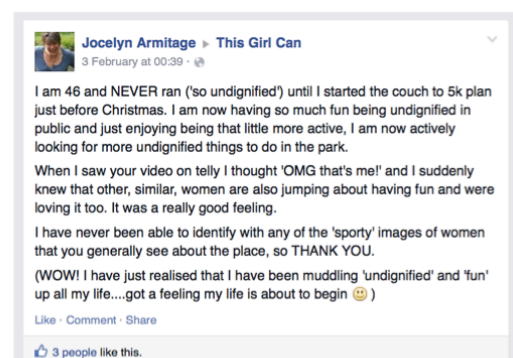 Jocelyn Armitage ▸ This Girl Can
3 February at 00:39 ·
I am 46 and NEVER ran ('so undignified') until I started the couch to 5k plan
just before Christmas. I am now having so much fun being undignified in
public and just enjoying being that little more active, I am now actively
looking for more undignified things to do in the park.
When I saw your video on telly I thought 'OMG that's me!' and I suddenly
knew that other, similar, women are also jumping about having fun and were
loving it too. It was a really good feeling.
I have never been able to identify with any of the 'sporty' images of women
that you generally see about the place, so THANK YOU.
(WOW! I have just realised that I have been muddling 'undignified' and 'fun'
up all my life....got a feeling my life is about to begin 🙂 )
Like · Comment · Share
3 people like this.